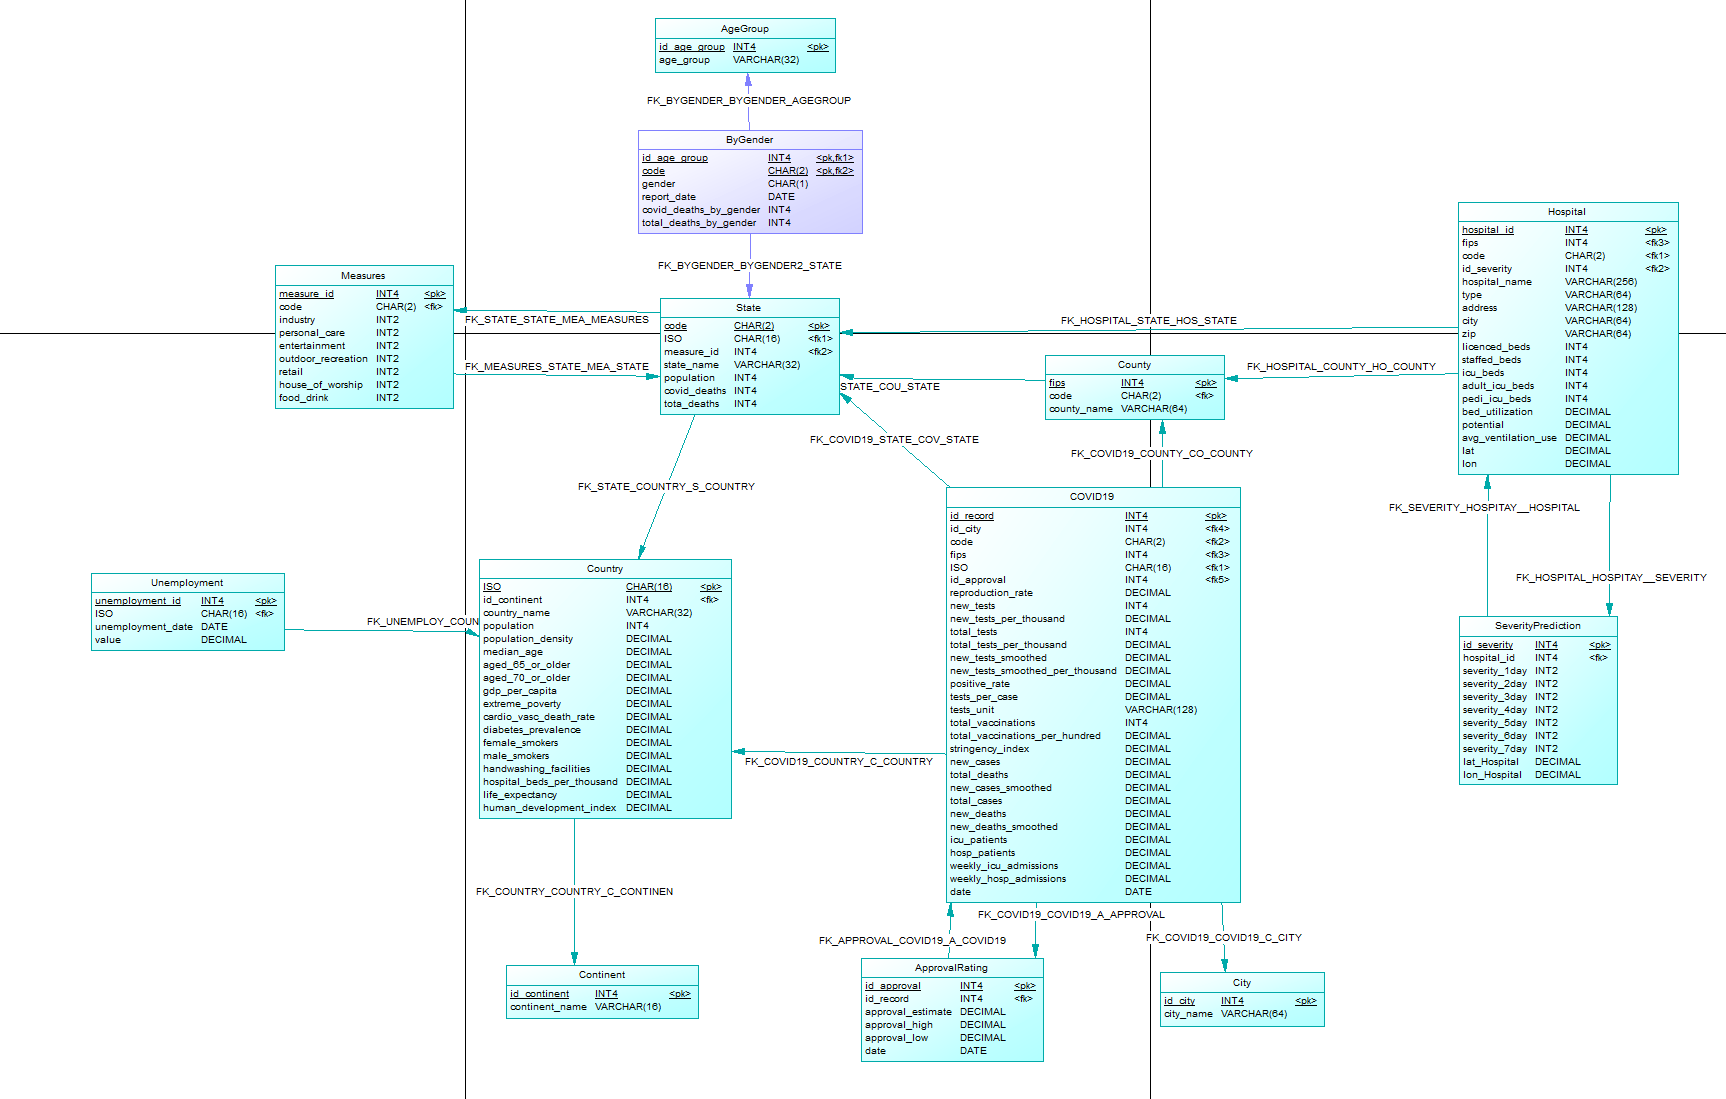 AgeGroup
id_age_group INT4 <pk>
age_group VARCHAR(32)
FK_BYGENDER_BYGENDER_AGEGROUP
ByGender
id_age_group INT4 <pk,fk1>
code CHAR(2) <pk,fk2>
gender CHAR(1)
report_date DATE
covid_deaths_by_gender INT4
total_deaths_by_gender INT4
FK_BYGENDER_BYGENDER2_STATE
Measures
measure_id INT4 <pk>
code CHAR(2) <fk>
industry INT2
personal_care INT2
entertainment INT2
outdoor_recreation INT2
retail INT2
house_of_worship INT2
food_drink INT2
FK_STATE_STATE_MEA_MEASURES
FK_MEASURES_STATE_MEA_STATE
State
code CHAR(2) <pk>
ISO CHAR(16) <fk1>
measure_id INT4 <fk2>
state_name VARCHAR(32)
population INT4
covid_deaths INT4
tota_deaths INT4
FK_HOSPITAL_STATE_HOS_STATE
STATE_COU_STATE
County
fips INT4 <pk>
code CHAR(2) <fk>
county_name VARCHAR(64)
FK_HOSPITAL_COUNTY_HO_COUNTY
Hospital
hospital_id INT4 <pk>
fips INT4 <fk3>
code CHAR(2) <fk1>
id_severity INT4 <fk2>
hospital_name VARCHAR(256)
type VARCHAR(64)
address VARCHAR(128)
city VARCHAR(64)
zip VARCHAR(64)
licenced_beds INT4
staffed_beds INT4
icu_beds INT4
adult_icu_beds INT4
pedi_icu_beds INT4
bed_utilization DECIMAL
potential DECIMAL
avg_ventilation_use DECIMAL
lat DECIMAL
lon DECIMAL
FK_COVID19_STATE_COV_STATE
FK_COVID19_COUNTY_CO_COUNTY
FK_STATE_COUNTRY_S_COUNTRY
FK_SEVERITY_HOSPITAY__HOSPITAL
FK_HOSPITAL_HOSPITAY__SEVERITY
Unemployment
unemployment_id INT4 <pk>
ISO CHAR(16) <fk>
unemployment_date DATE
value DECIMAL
FK_UNEMPLOY_COUN
Country
ISO CHAR(16) <pk>
id_continent INT4 <fk>
country_name VARCHAR(32)
population INT4
population_density DECIMAL
median_age DECIMAL
aged_65_or_older DECIMAL
aged_70_or_older DECIMAL
gdp_per_capita DECIMAL
extreme_poverty DECIMAL
cardio_vasc_death_rate DECIMAL
diabetes_prevalence DECIMAL
female_smokers DECIMAL
male_smokers DECIMAL
handwashing_facilities DECIMAL
hospital_beds_per_thousand DECIMAL
life_expectancy DECIMAL
human_development_index DECIMAL
COVID19
id_record INT4 <pk>
id_city INT4 <fk4>
code CHAR(2) <fk2>
fips INT4 <fk3>
ISO CHAR(16) <fk1>
id_approval INT4 <fk5>
reproduction_rate DECIMAL
new_tests INT4
new_tests_per_thousand DECIMAL
total_tests INT4
total_tests_per_thousand DECIMAL
new_tests_smoothed DECIMAL
new_tests_smoothed_per_thousand DECIMAL
positive_rate DECIMAL
tests_per_case DECIMAL
tests_unit VARCHAR(128)
total_vaccinations INT4
total_vaccinations_per_hundred DECIMAL
stringency_index DECIMAL
new_cases DECIMAL
total_deaths DECIMAL
new_cases_smoothed DECIMAL
total_cases DECIMAL
new_deaths DECIMAL
new_deaths_smoothed DECIMAL
icu_patients DECIMAL
hosp_patients DECIMAL
weekly_icu_admissions DECIMAL
weekly_hosp_admissions DECIMAL
date DATE
SeverityPrediction
id_severity INT4 <pk>
hospital_id INT4 <fk>
severity_1day INT2
severity_2day INT2
severity_3day INT2
severity_4day INT2
severity_5day INT2
severity_6day INT2
severity_7day INT2
lat_Hospital DECIMAL
lon_Hospital DECIMAL
FK_COVID19_COUNTRY_C_COUNTRY
FK_COUNTRY_COUNTRY_C_CONTINEN
FK_COVID19_COVID19_A_APPROVAL
FK_APPROVAL_COVID19_A_COVID19
FK_COVID19_COVID19_C_CITY
Continent
id_continent INT4 <pk>
continent_name VARCHAR(16)
ApprovalRating
id_approval INT4 <pk>
id_record INT4 <fk>
approval_estimate DECIMAL
approval_high DECIMAL
approval_low DECIMAL
date DATE
City
id_city INT4 <pk>
city_name VARCHAR(64)